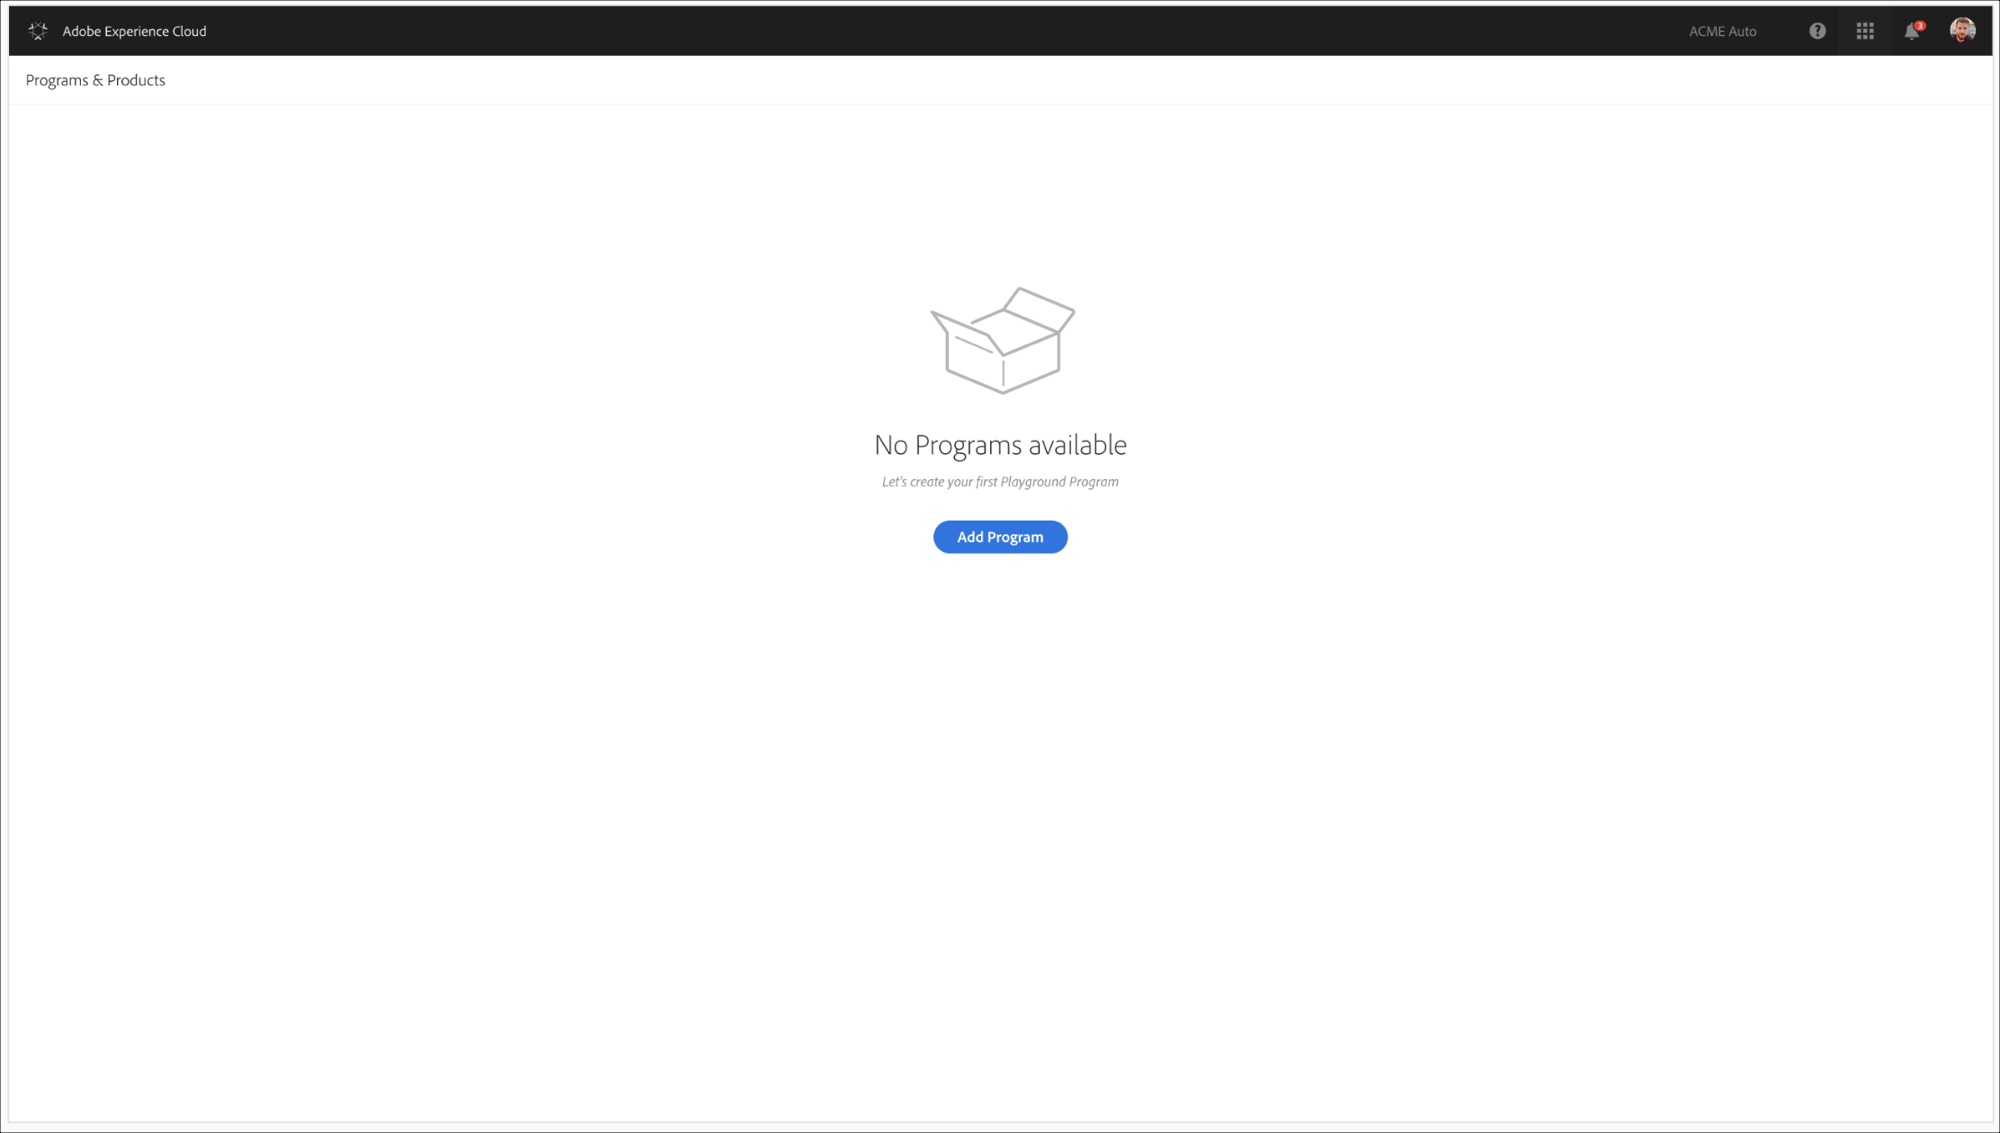 Adobe Experience Cloud
ACME Auto
3
Programs & Products
No Programs available
Let's create your first Playground Program
Add Program